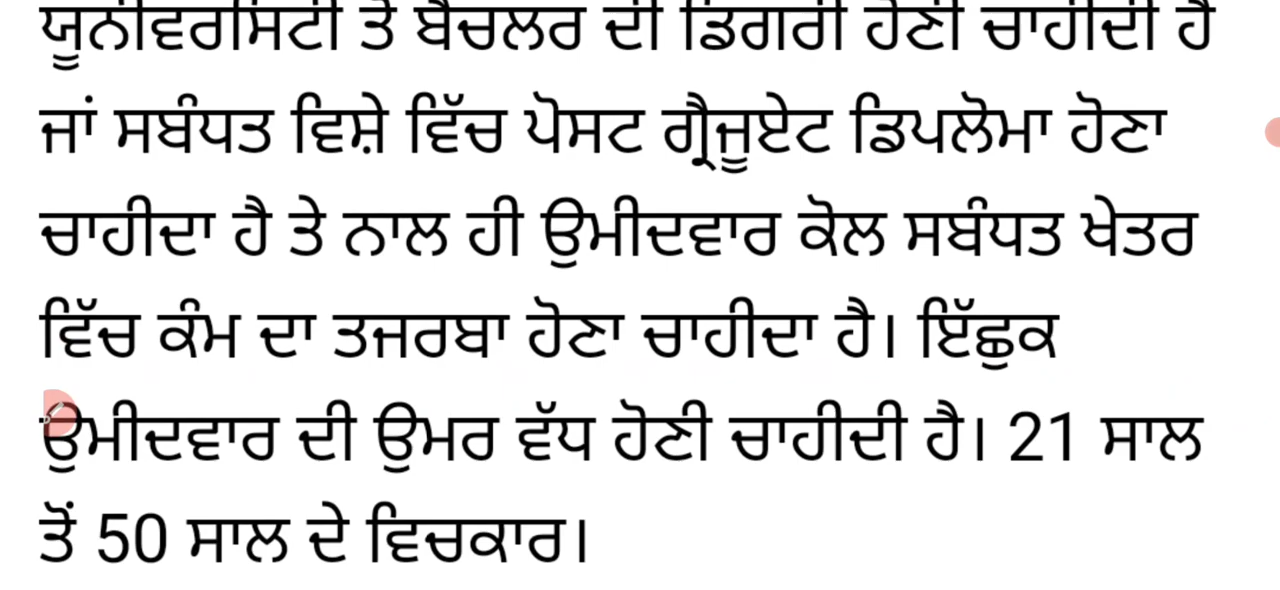 ਯੂਨੀਵਰਸਿਟੀ ਤੋਂ ਬੈਚਲਰ ਦੀ ਡਿਗਰੀ ਹੋਣੀ ਚਾਹੀਦੀ ਹੈ
ਜਾਂ ਸਬੰਧਤ ਵਿਸ਼ੇ ਵਿੱਚ ਪੋਸਟ ਗ੍ਰੈਜੂਏਟ ਡਿਪਲੋਮਾ ਹੋਣਾ
ਚਾਹੀਦਾ ਹੈ ਤੇ ਨਾਲ ਹੀ ਉਮੀਦਵਾਰ ਕੋਲ ਸਬੰਧਤ ਖੇਤਰ
ਵਿੱਚ ਕੰਮ ਦਾ ਤਜਰਬਾ ਹੋਣਾ ਚਾਹੀਦਾ ਹੈ। ਇੱਛੁਕ
ਉਮੀਦਵਾਰ ਦੀ ਉਮਰ ਵੱਧ ਹੋਣੀ ਚਾਹੀਦੀ ਹੈ। 21 ਸਾਲ
ਤੋਂ 50 ਸਾਲ ਦੇ ਵਿਚਕਾਰ।